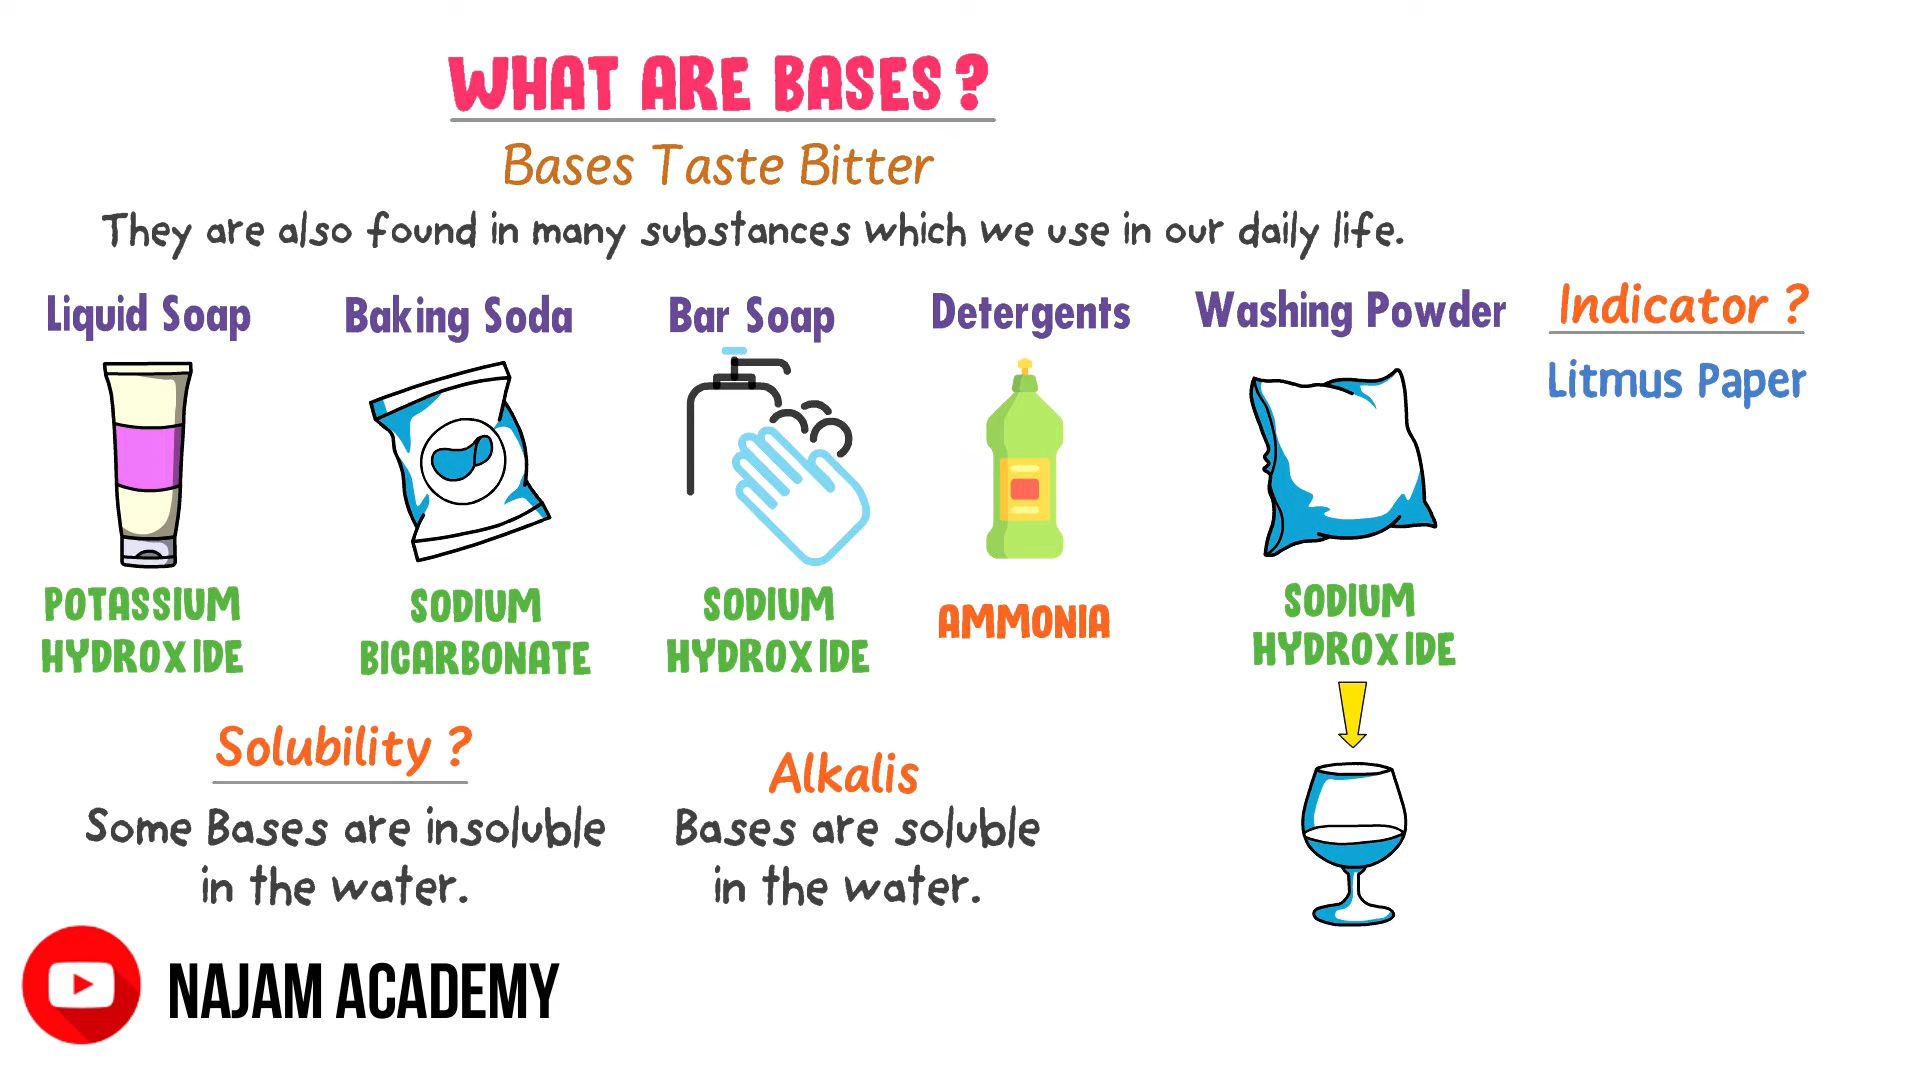 WHAT ARE BASES?
Bases Taste Bitter
They are also found in many substances which we use in our daily life.
Liquid Soap
Baking Soda
Bar Soap
Detergents
Washing Powder
Indicator ?
Litmus Paper
POTASSIUM
HYDROXIDE
SODIUM
BICARBONATE
SODIUM
HYDROXIDE
AMMONIA
SODIUM
HYDROXIDE
Solubility ?
Some Bases are insoluble
in the water.
Alkalis
Bases are soluble
in the water.
NAJAM ACADEMY